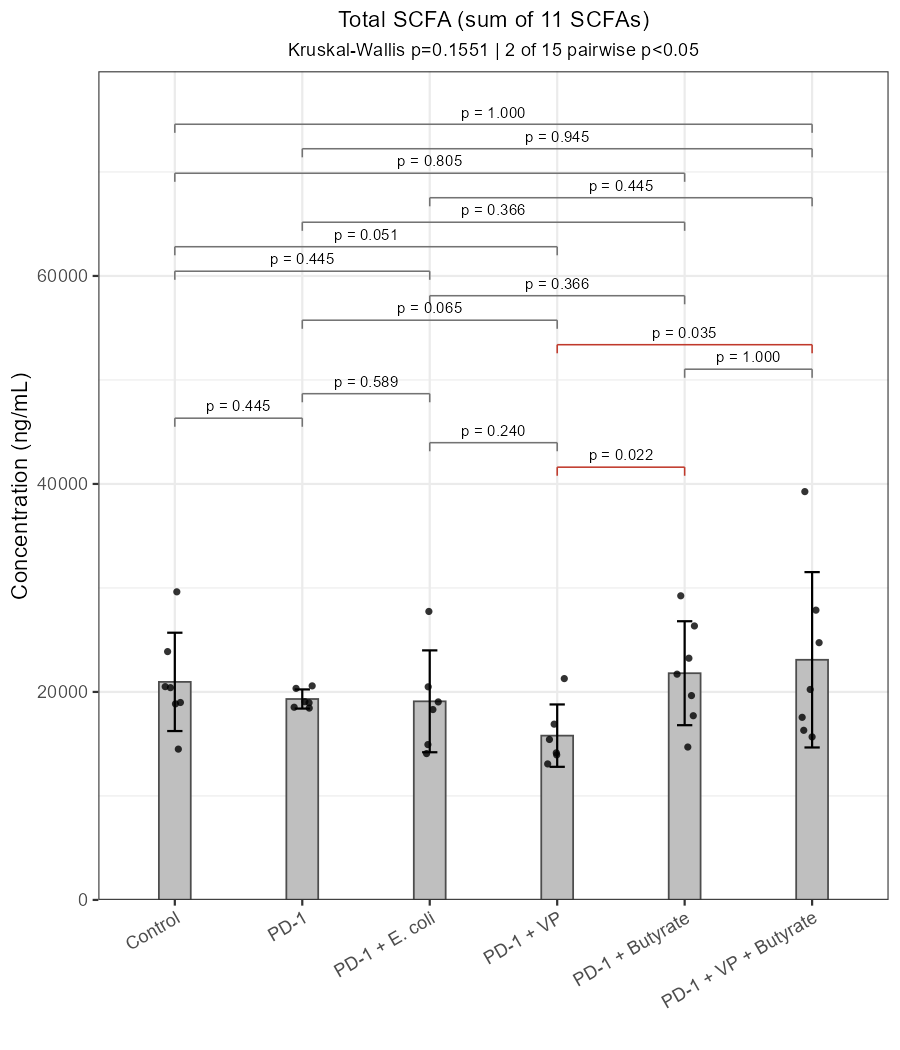 Total SCFA (sum of 11 SCFAs)
Kruskal-Wallis p=0.1551 | 2 of 15 pairwise p<0.05
p = 1.000
p = 0.945
p = 0.805
p = 0.445
p = 0.366
p = 0.051
p = 0.445
p = 0.366
p = 0.065
p = 0.035
p = 1.000
p = 0.589
p = 0.445
p = 0.240
p = 0.022
Concentration (ng/mL)
60000
40000
20000
0
Control
PD-1
PD-1 + E. coli
PD-1 + VP
PD-1 + Butyrate
PD-1 + VP + Butyrate